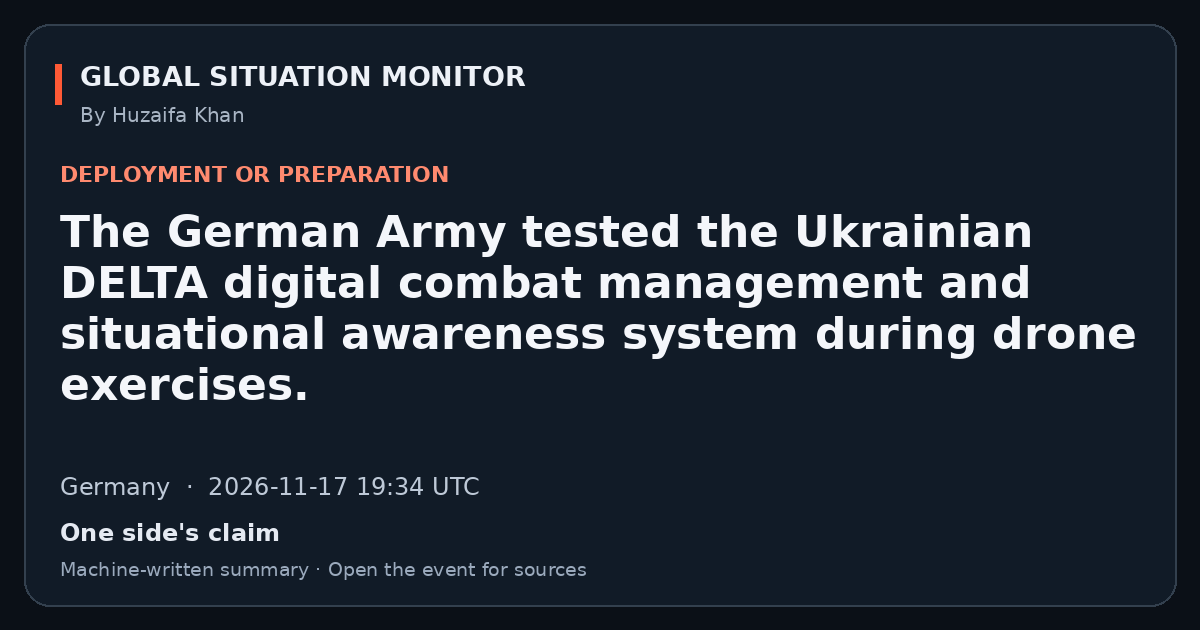 GLOBAL SITUATION MONITOR
By Huzaifa Khan
DEPLOYMENT OR PREPARATION
The German Army tested the Ukrainian
DELTA digital combat management and
situational awareness system during drone
exercises.
Germany · 2026-11-17 19:34 UTC
One side's claim
Machine-written summary · Open the event for sources